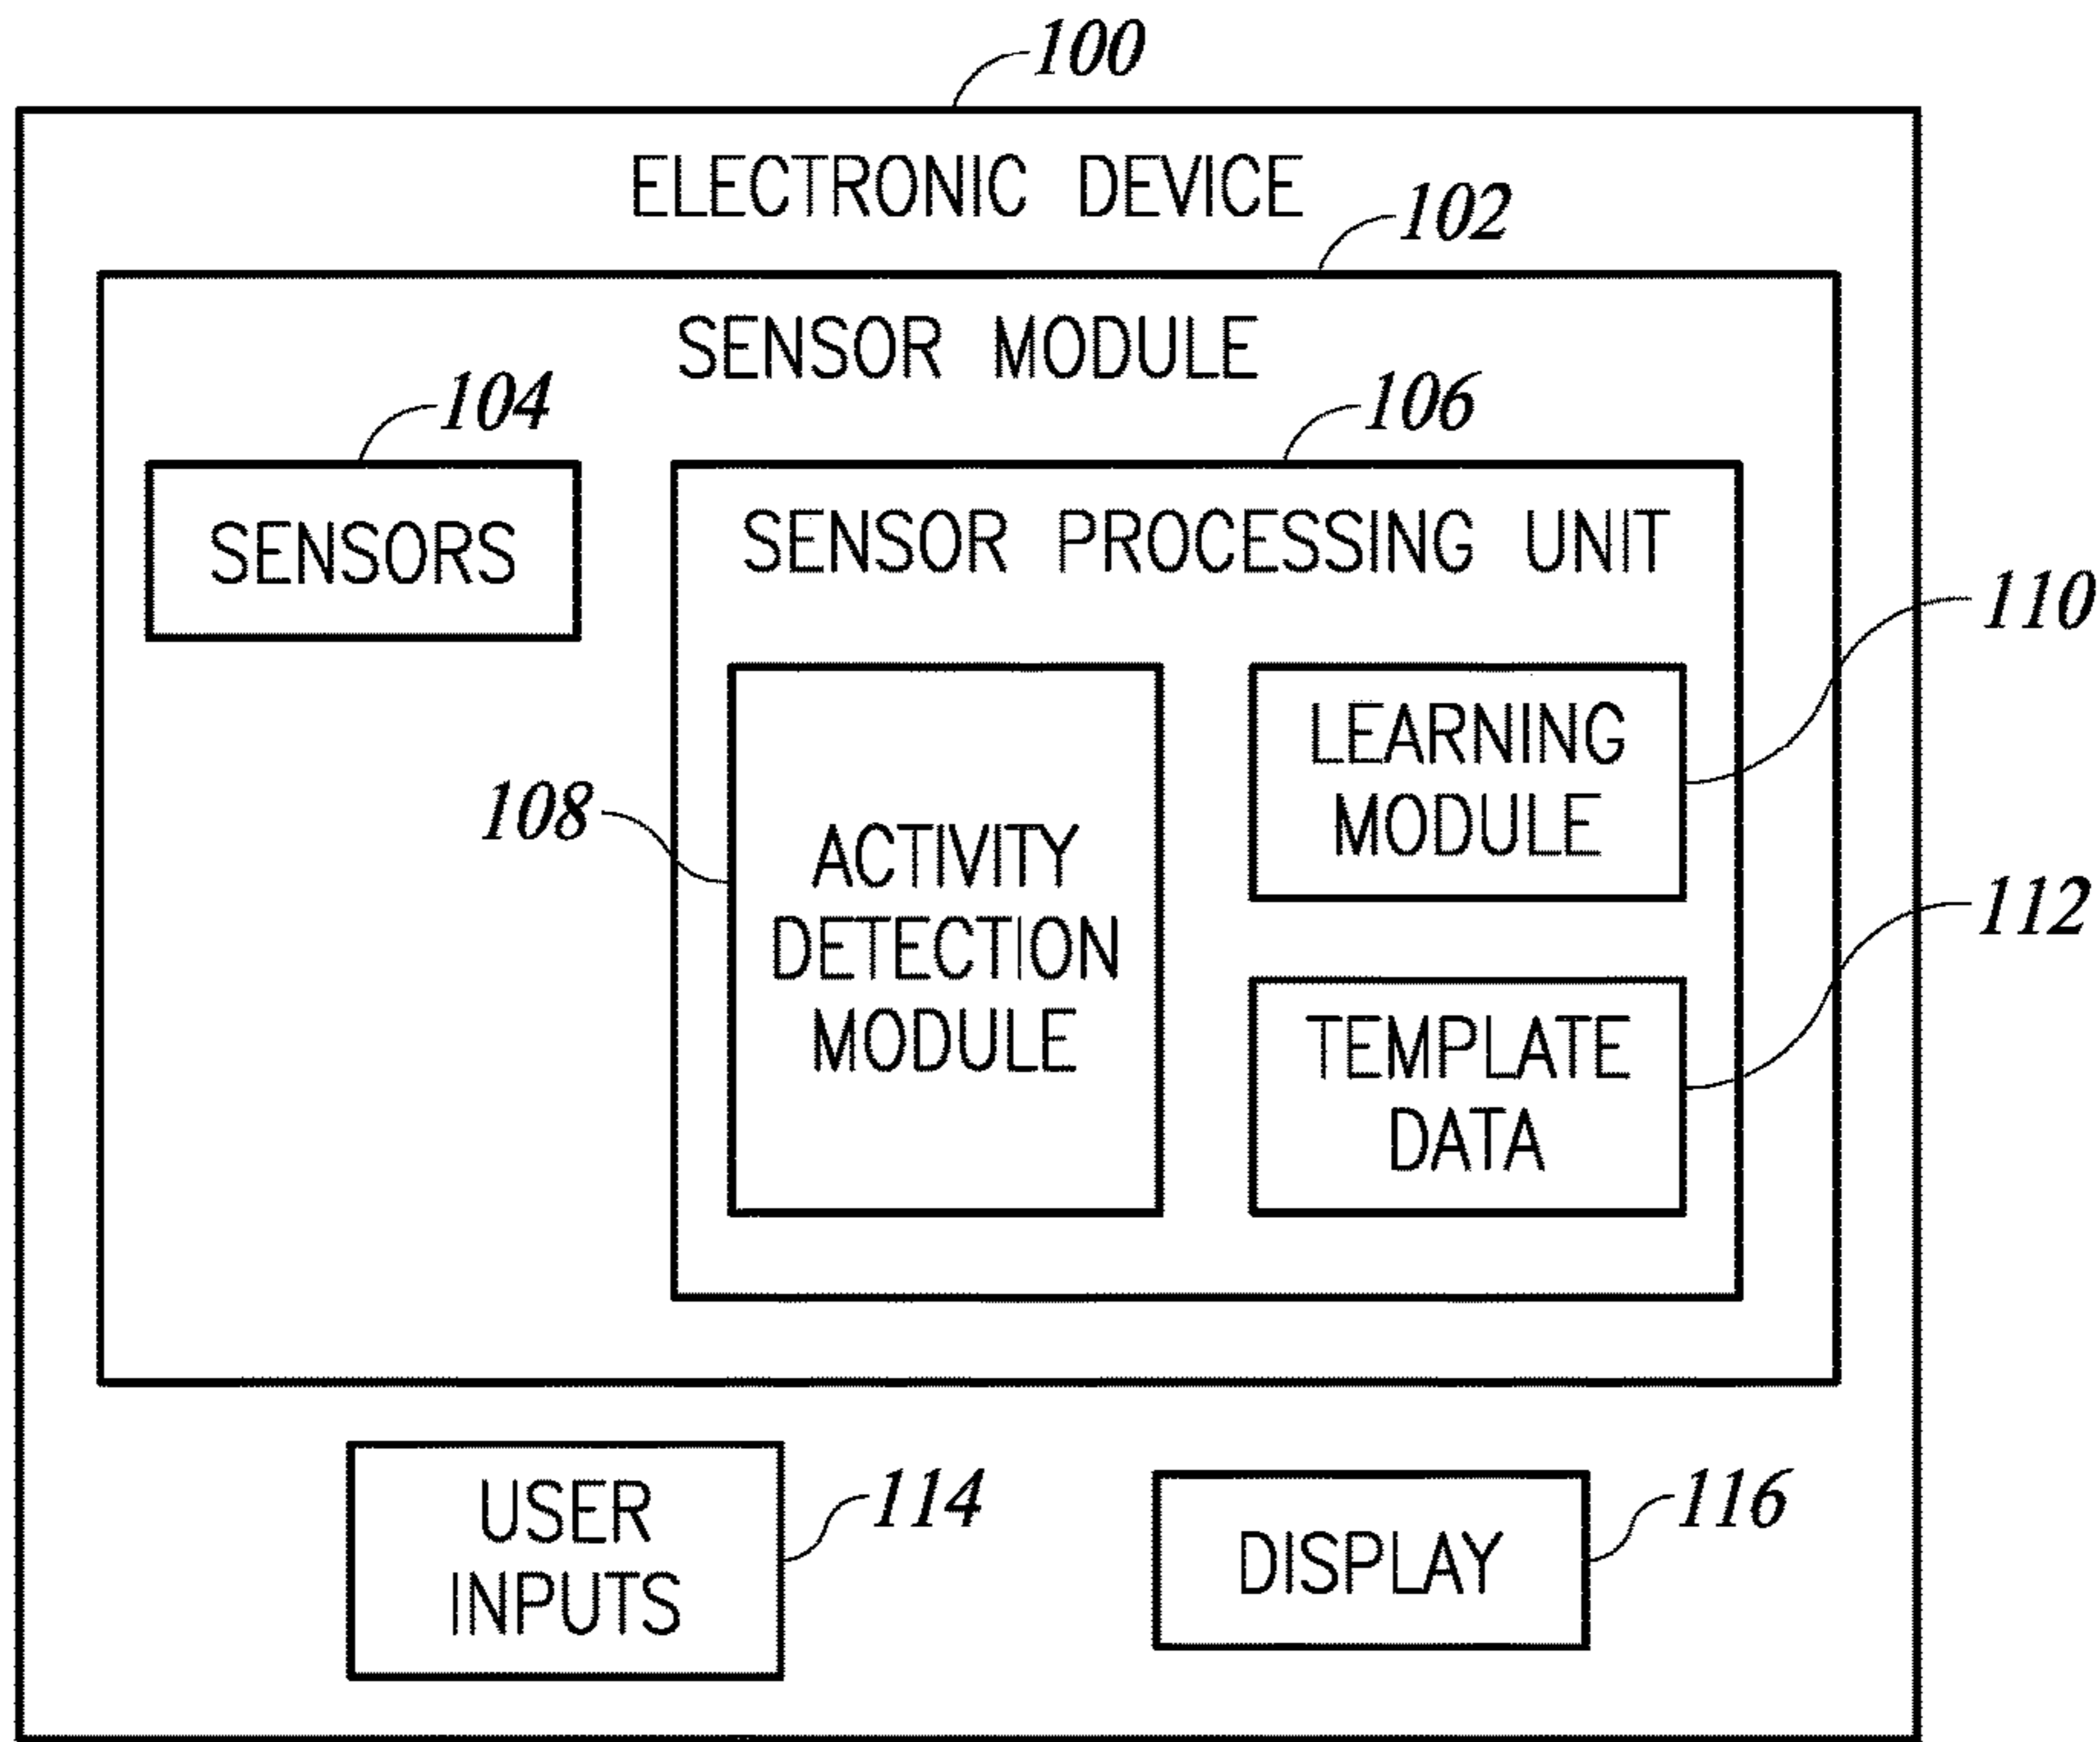 100
ELECTRONIC DEVICE
102
SENSOR MODULE
104
106
SENSORS
SENSOR PROCESSING UNIT
110
LEARNING
MODULE
108
ACTIVITY
DETECTION
MODULE
112
TEMPLATE
DATA
USER
INPUTS
114
DISPLAY
116